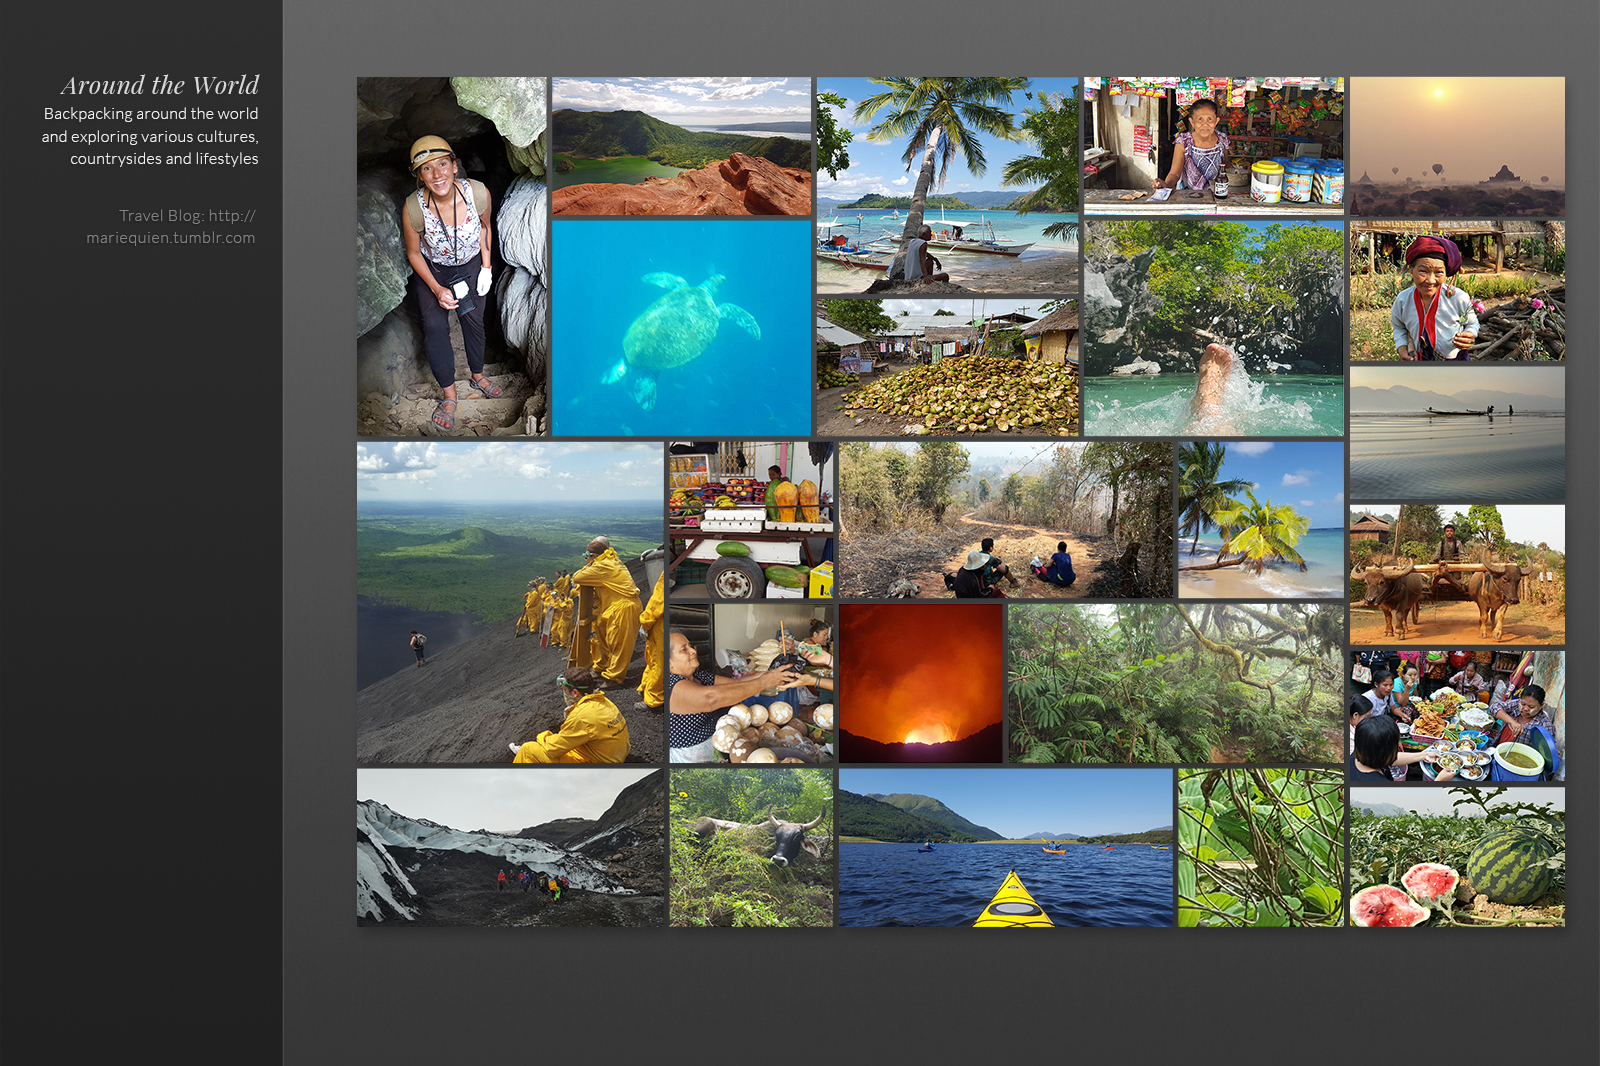 Around the World
Backpacking around the world
and exploring various cultures,
countrysides and lifestyles
Travel Blog: http://
mariequien.tumblr.com